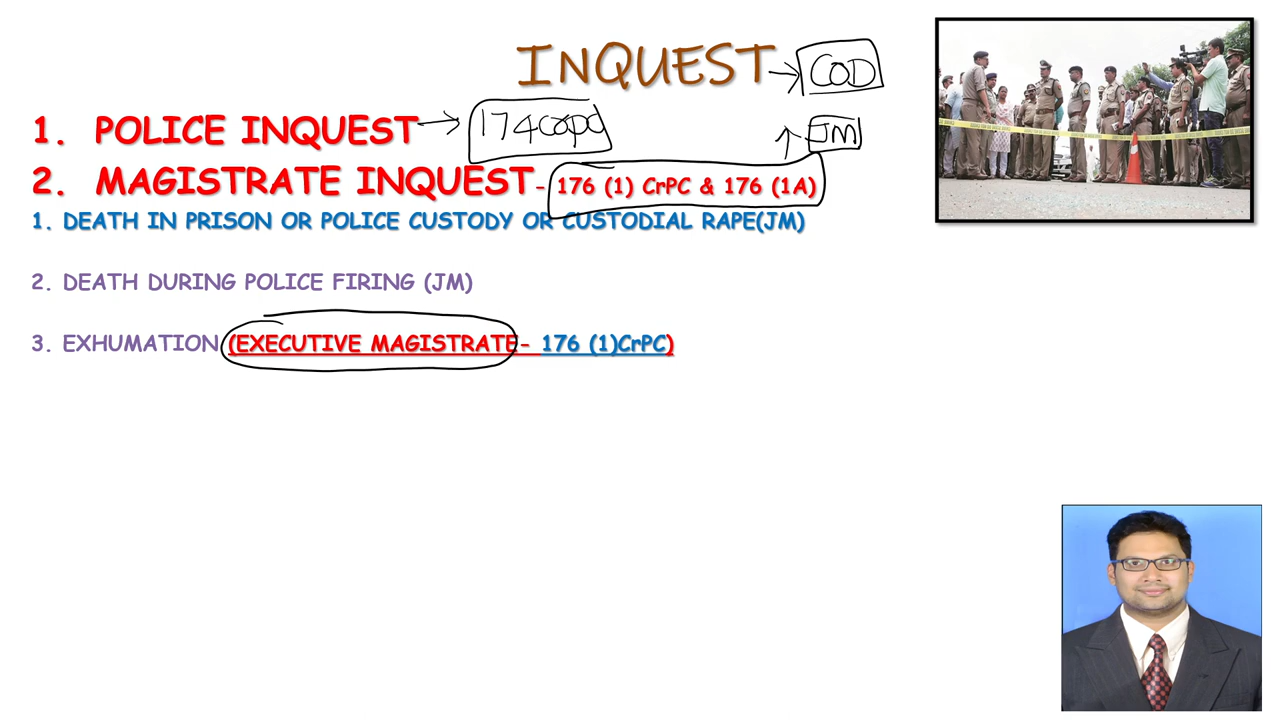 INQUEST → COD
1. POLICE INQUEST → 174 CrPC
↑ JM
2. MAGISTRATE INQUEST- 176 (1) CrPC & 176 (1A)
1. DEATH IN PRISON OR POLICE CUSTODY OR CUSTODIAL RAPE(JM)
2. DEATH DURING POLICE FIRING (JM)
3. EXHUMATION (EXECUTIVE MAGISTRATE- 176 (1)CrPC)